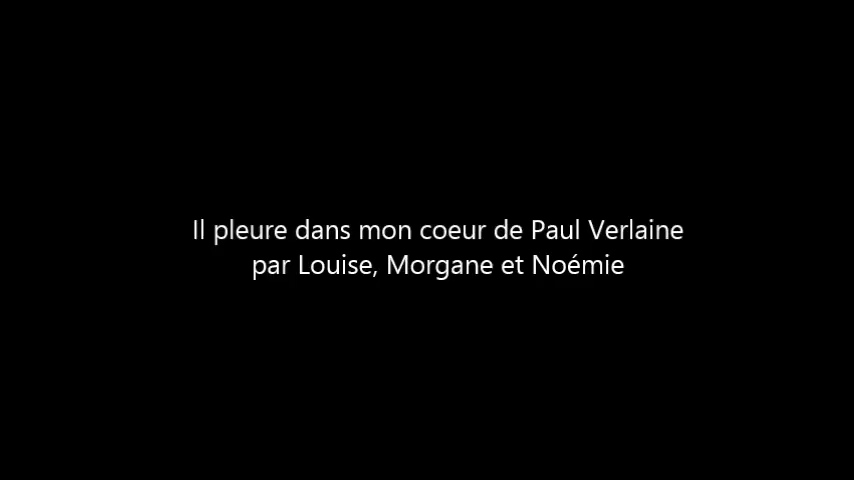 Il pleure dans mon coeur de Paul Verlaine
par Louise, Morgane et Noémie